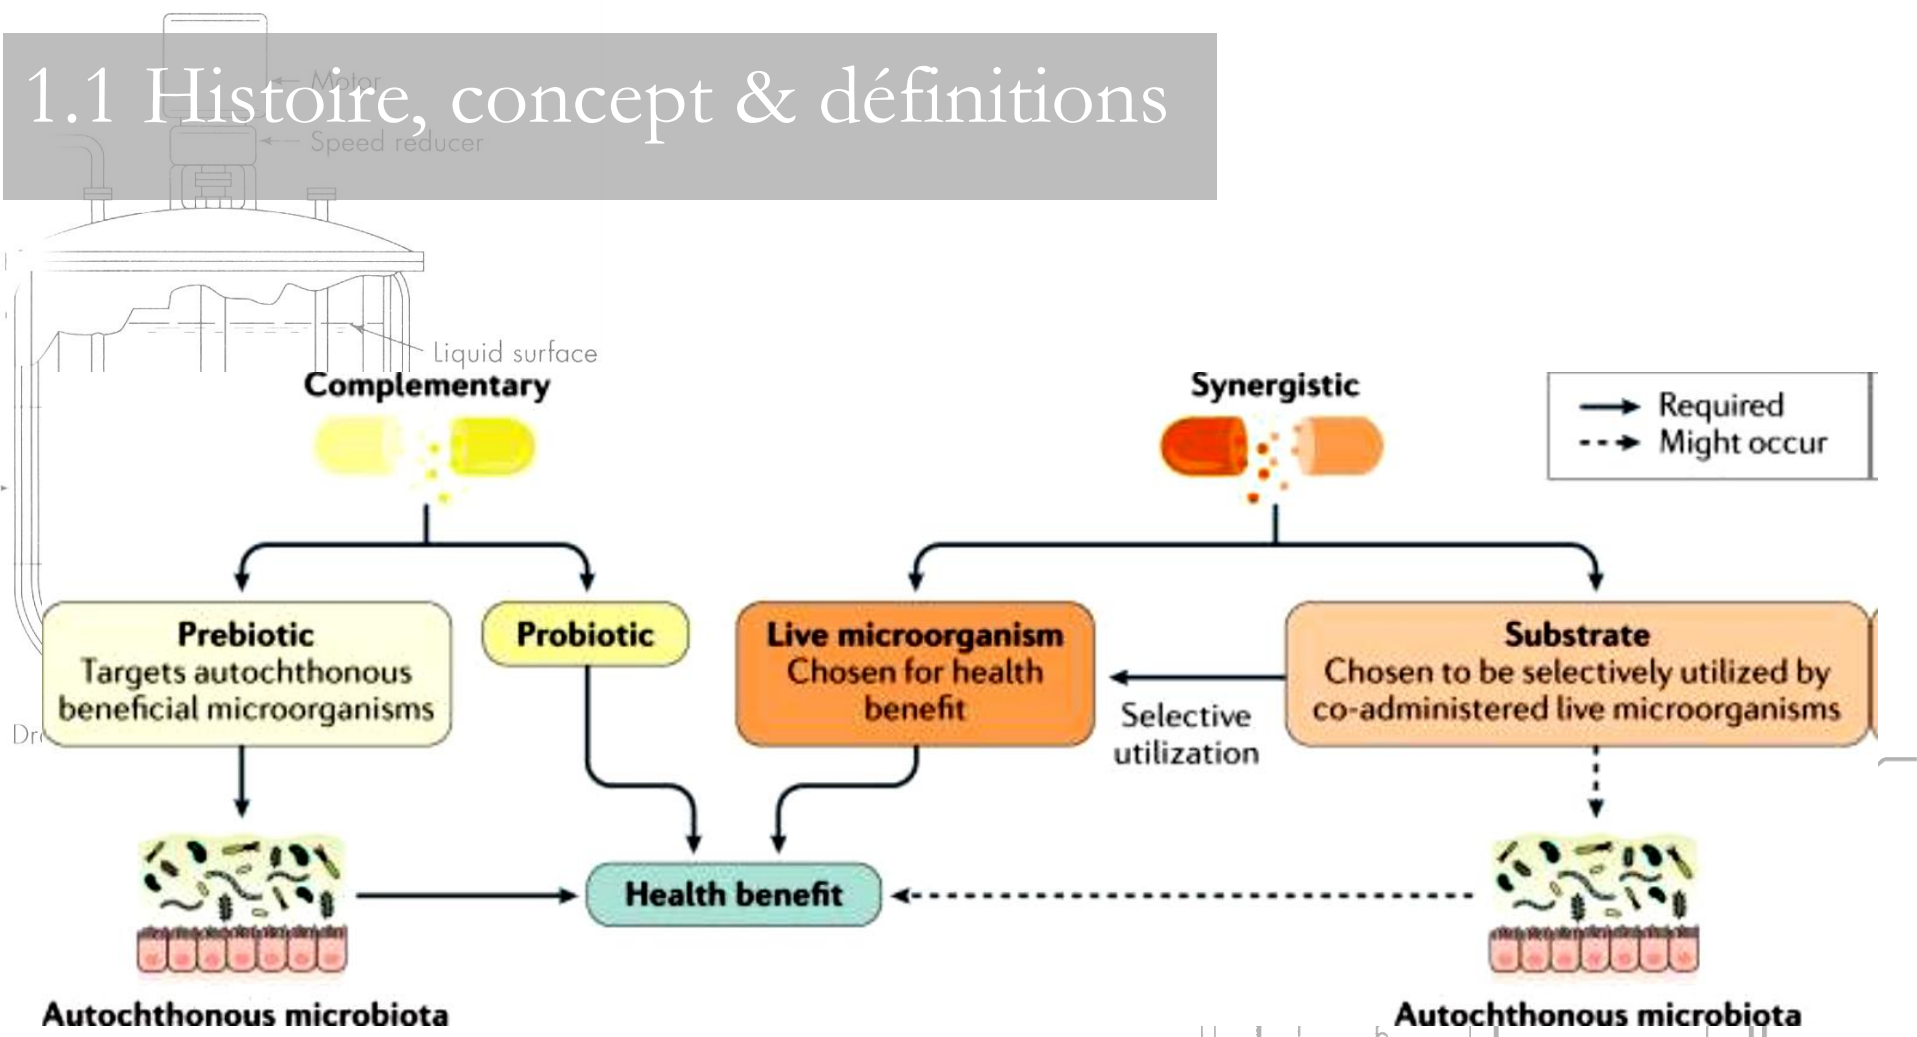 1.1 Histoire, concept & définitions
Motor
Speed reducer
Liquid surface
Complementary
Synergistic
Required
Might occur
Prebiotic
Targets autochthonous
beneficial microorganisms
Probiotic
Live microorganism
Chosen for health
benefit
Selective
utilization
Substrate
Chosen to be selectively utilized by
co-administered live microorganisms
Health benefit
Autochthonous microbiota
Autochthonous microbiota